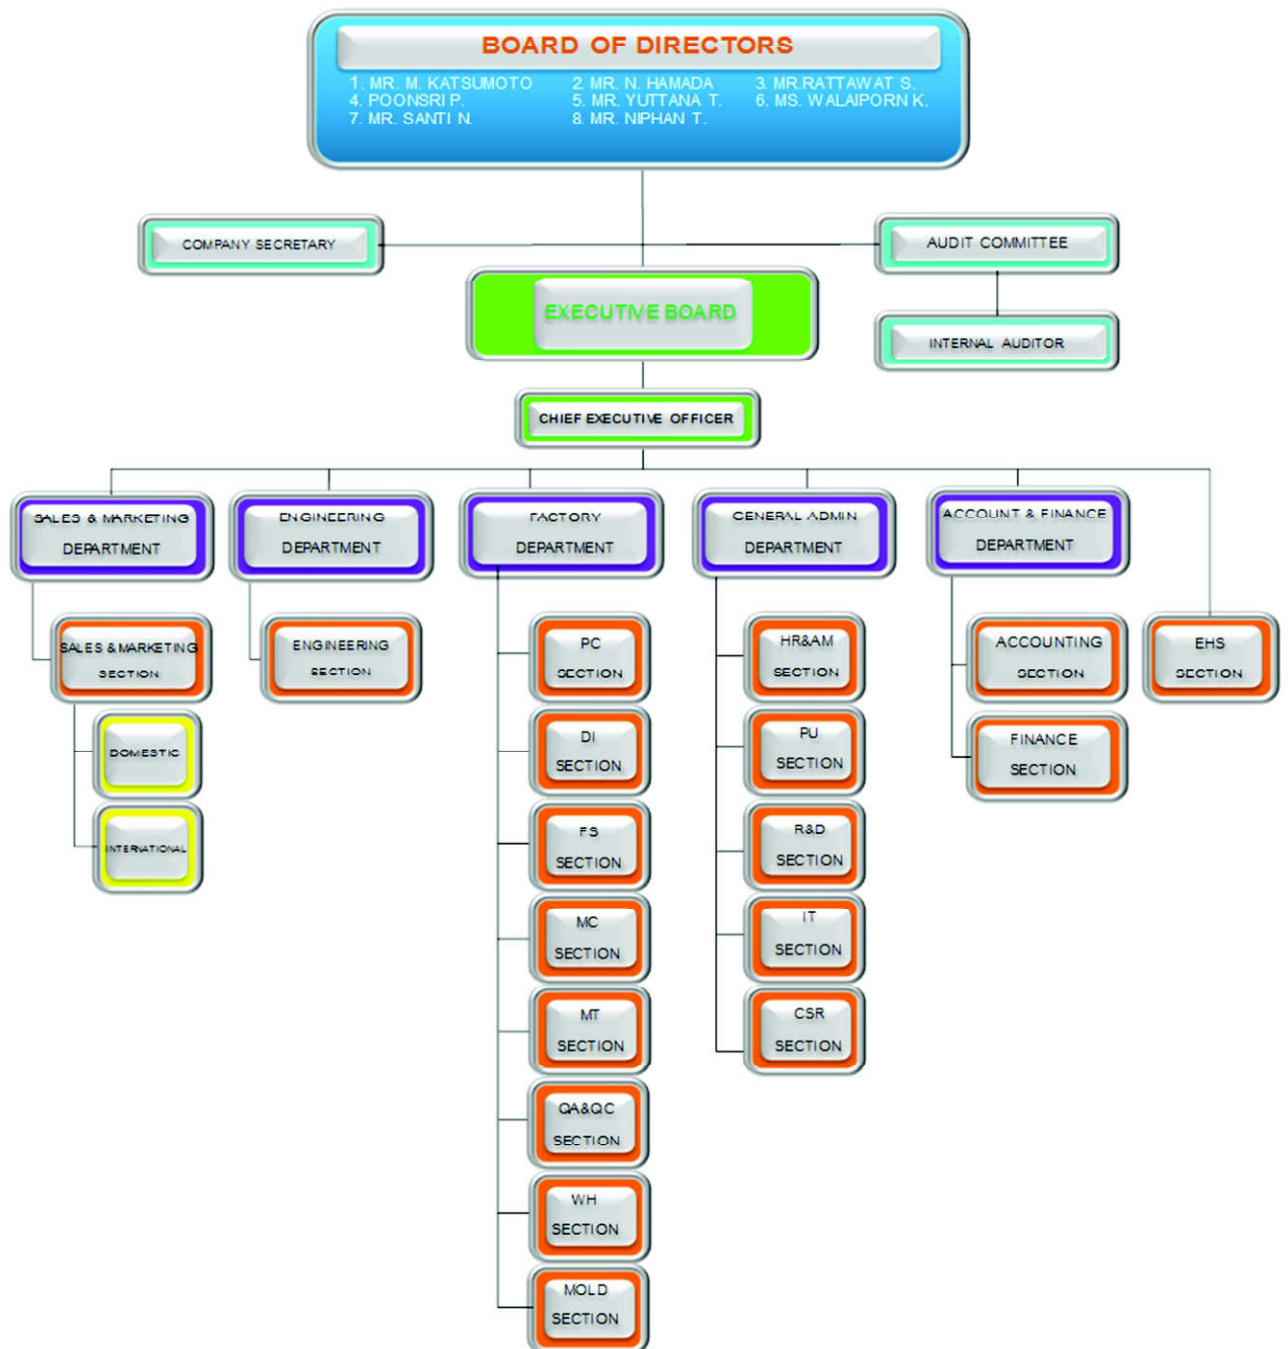 BOARD OF DIRECTORS
1. MR. M. KATSUMOTO 2. MR. N. HAMADA 3. MR.RATTAWAT S.
4. POONSRI P. 5. MR. YUTTANA T. 6. MS. WALAIPORN K.
7. MR. SANTI N. 8. MR. NIPHAN T.
COMPANY SECRETARY
AUDIT COMMITTEE
EXECUTIVE BOARD
INTERNAL AUDITOR
CHIEF EXECUTIVE OFFICER
SALES & MARKETING
DEPARTMENT
ENGINEERING
DEPARTMENT
FACTORY
DEPARTMENT
GENERAL ADMIN
DEPARTMENT
ACCOUNT & FINANCE
DEPARTMENT
SALES & MARKETING
SECTION
DOMESTIC
INTERNATIONAL
ENGINEERING
SECTION
PC
SECTION
DI
SECTION
FS
SECTION
MC
SECTION
MT
SECTION
QA&QC
SECTION
WH
SECTION
MOLD
SECTION
HR&AM
SECTION
PU
SECTION
R&D
SECTION
IT
SECTION
CSR
SECTION
ACCOUNTING
SECTION
FINANCE
SECTION
EHS
SECTION